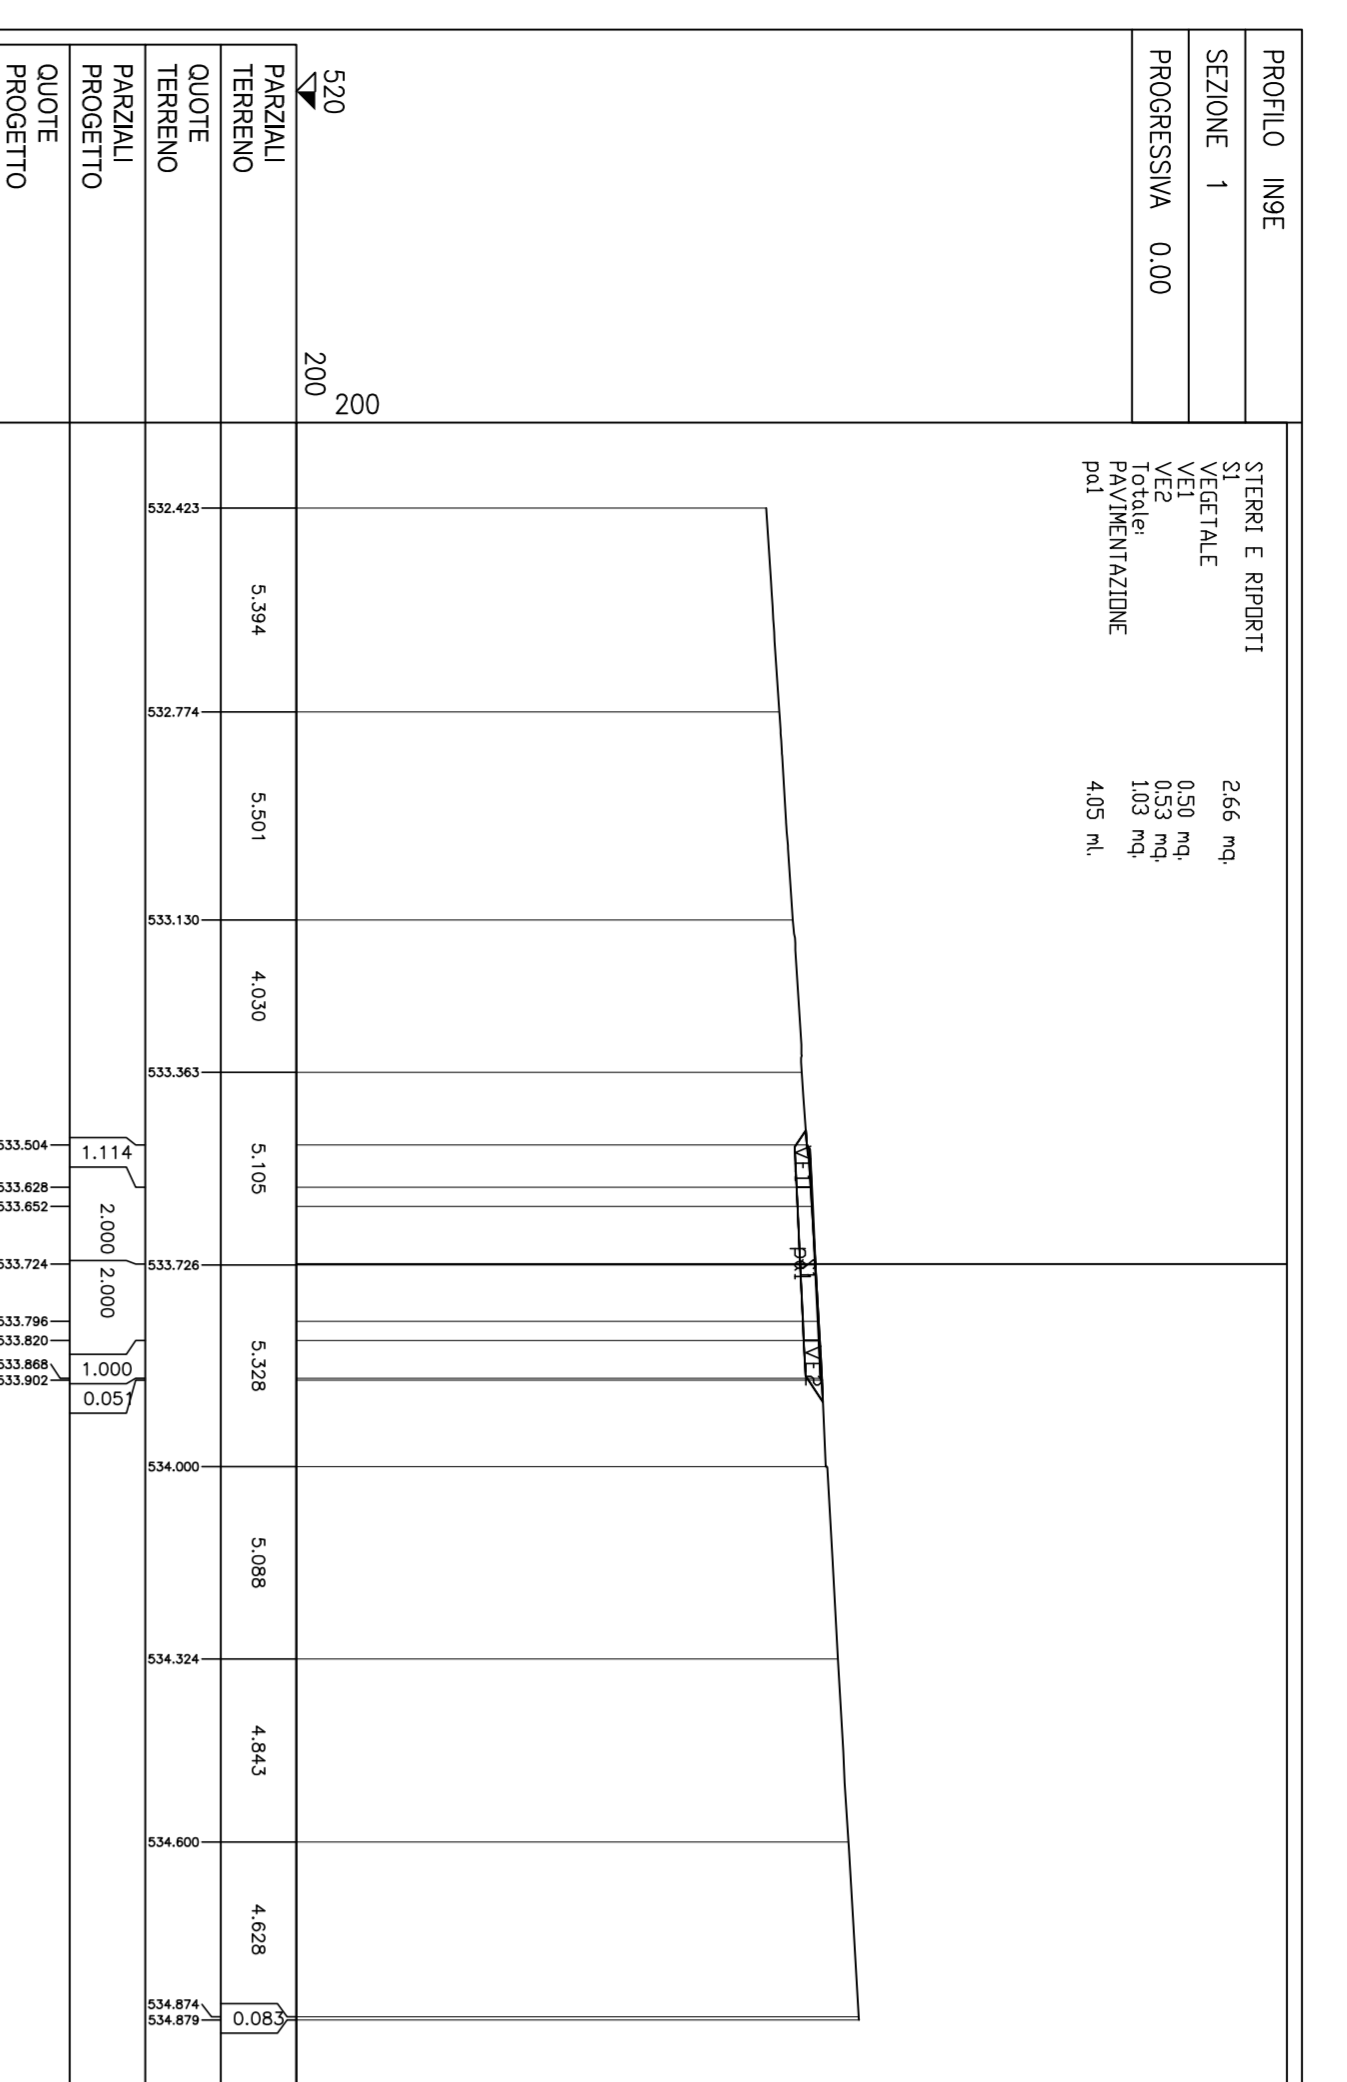 PROFILO IN9E
SEZIONE 1
PROGRESSIVA 0.00
STERRI E RIPORTI
S1 2.66 mq.
VEGETALE
VE1 0.50 mq.
VE2 0.53 mq.
Totale: 1.03 mq.
PAVIMENTAZIONE
pa1 4.05 ml.
VE1
pa1
VE2
520
200
200
PARZIALI
TERRENO
5.394
5.501
4.030
5.105
5.328
5.088
4.843
4.628
0.083
QUOTE
TERRENO
532.423
532.774
533.130
533.363
533.726
534.000
534.324
534.600
534.874
534.879
PARZIALI
PROGETTO
1.114
2.000
2.000
1.000
0.051
QUOTE
PROGETTO
533.504
533.628
533.652
533.724
533.796
533.820
533.868
533.902